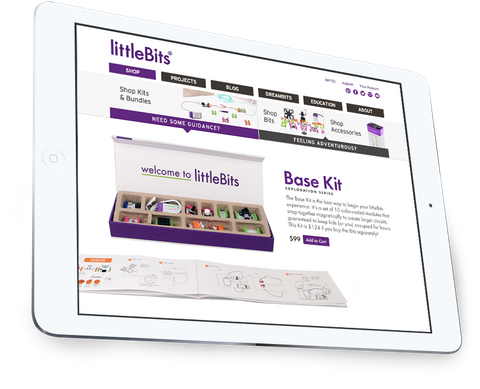 littleBits®
SHOP
PROJECTS
BLOG
DREAMBITS
EDUCATION
ABOUT
Shop Kits
& Bundles
Shop
Bits
Shop
Accessories
NEED SOME GUIDANCE?
FEELING ADVENTUROUS?
welcome to littleBits
Base Kit
EXPLORATION SERIES
The Base Kit is the best way to begin your littleBits
experience. It's a set of 10 color-coded modules that
snap together magnetically to create larger circuits,
guaranteed to keep kids (or you) occupied for hours.
This Kit is $124 if you buy the Bits separately!
$99 Add to Cart